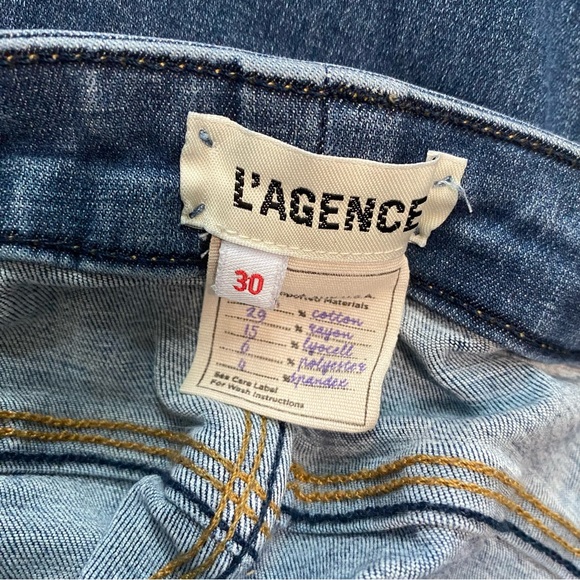 L'AGENCE
30
Materials
% cotton
29 % rayon
15 % lyocell
6 % polyester
4 % spandex
See Care Label
For Wash Instructions